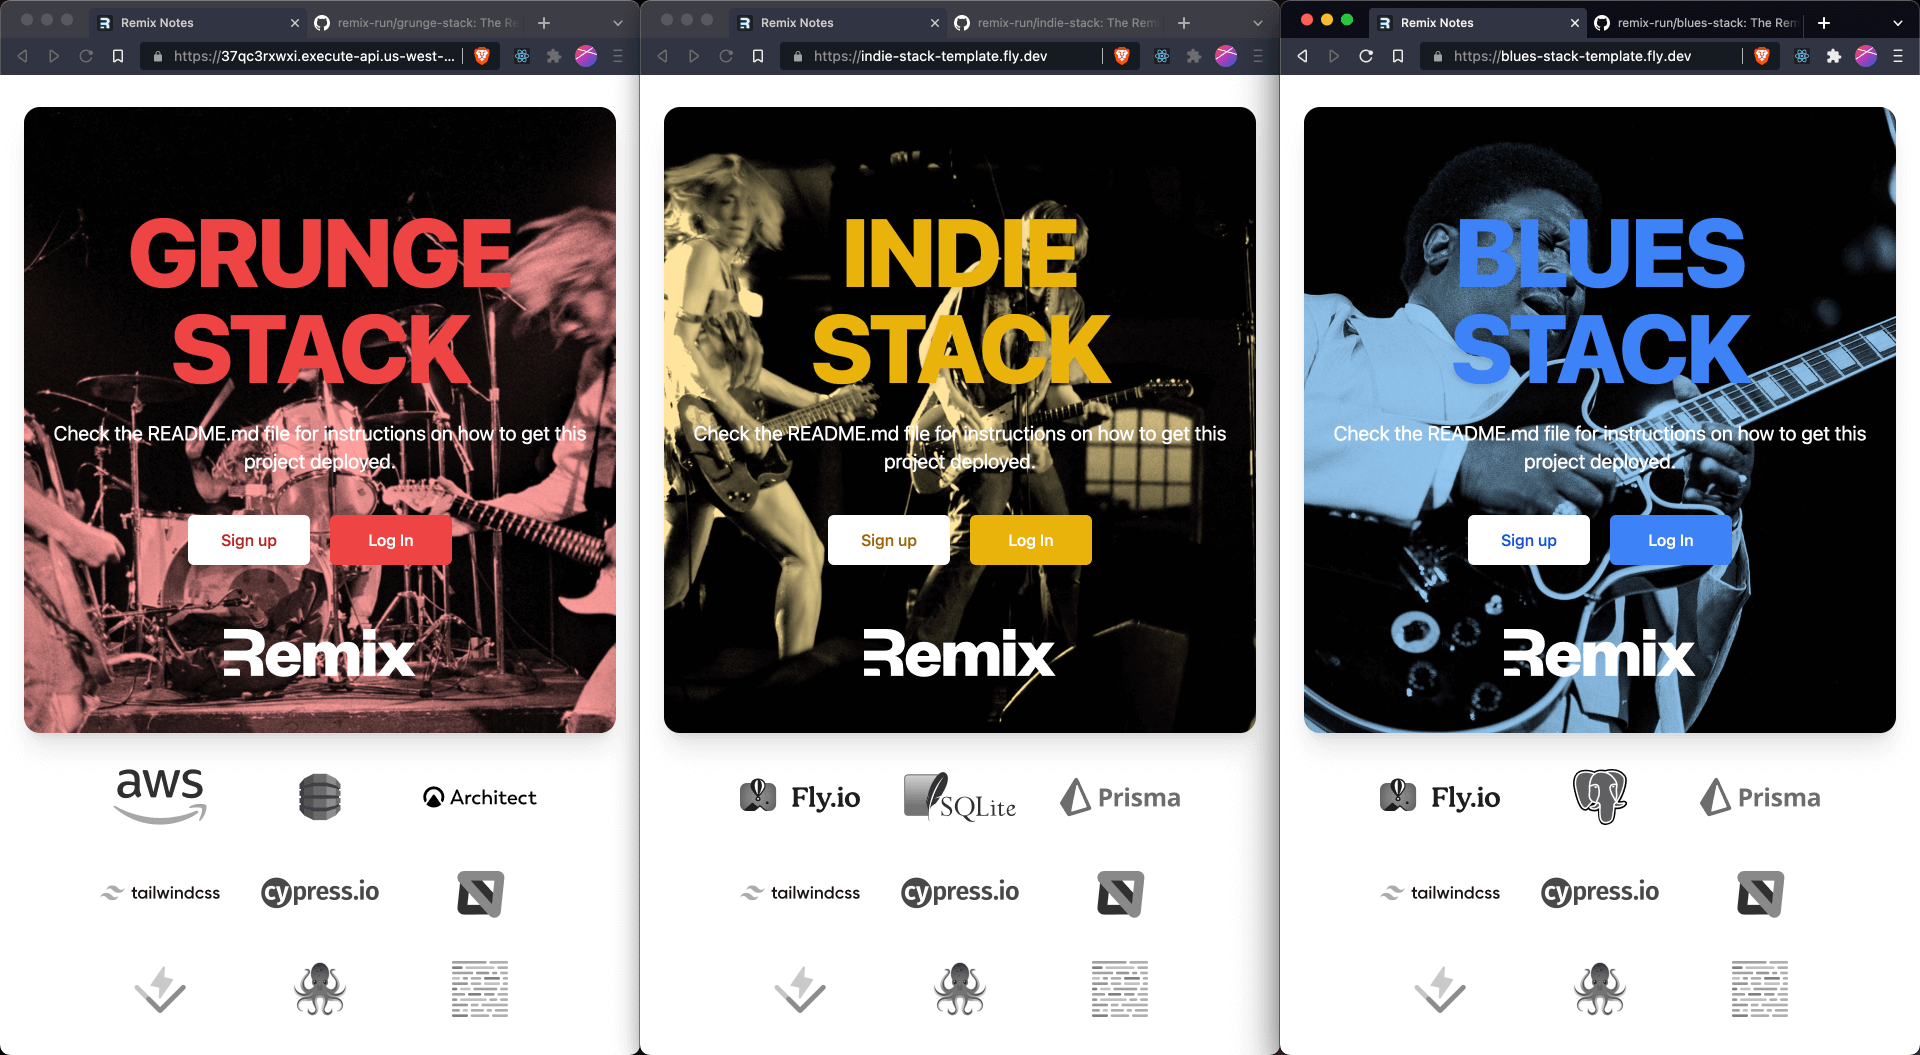 Remix Notes
remix-run/grunge-stack: The Re
https://37qc3rxwxi.execute-api.us-west-...
GRUNGE
STACK
Check the README.md file for instructions on how to get this
project deployed.
Sign up
Log In
Remix
aws
Architect
tailwindcss
cypress.io
Remix Notes
remix-run/indie-stack: The Remi
https://indie-stack-template.fly.dev
INDIE
STACK
Check the README.md file for instructions on how to get this
project deployed.
Sign up
Log In
Remix
Fly.io
SQLite
Prisma
tailwindcss
cypress.io
Remix Notes
remix-run/blues-stack: The Rem
https://blues-stack-template.fly.dev
BLUES
STACK
Check the README.md file for instructions on how to get this
project deployed.
Sign up
Log In
Remix
Fly.io
Prisma
tailwindcss
cypress.io